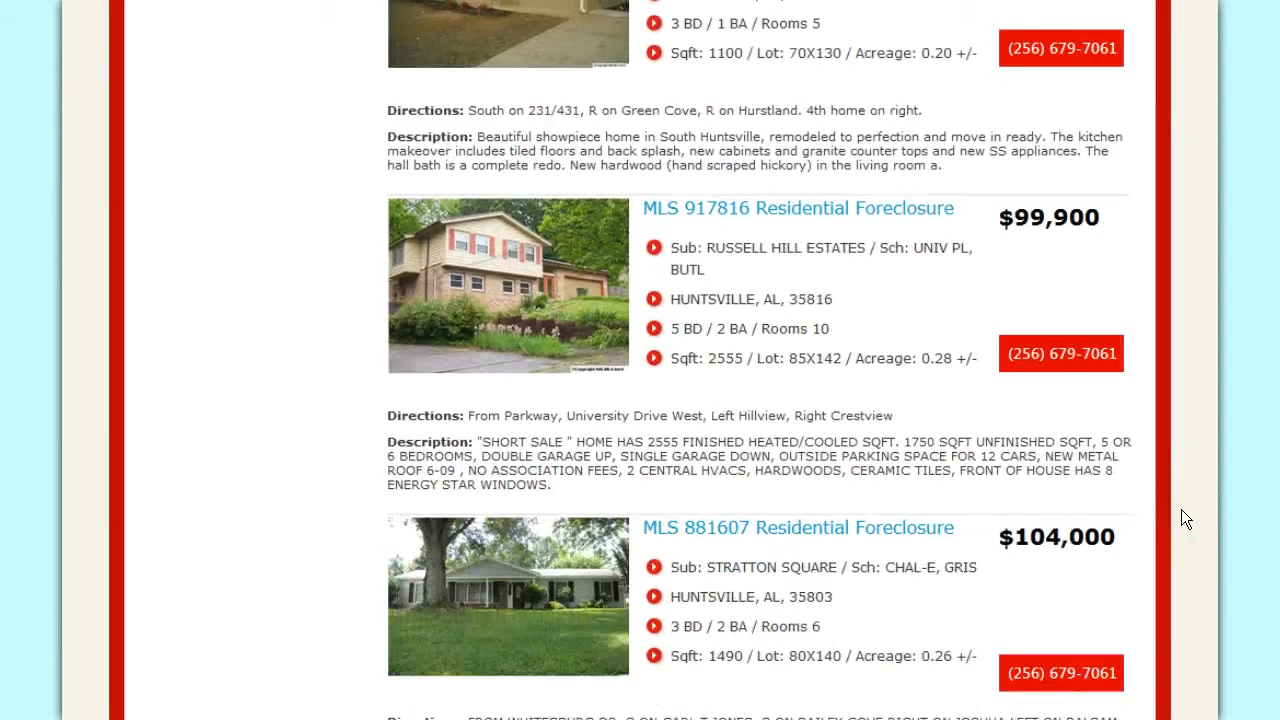 3 BD / 1 BA / Rooms 5
Sqft: 1100 / Lot: 70X130 / Acreage: 0.20 +/-
(256) 679-7061
Directions: South on 231/431, R on Green Cove, R on Hurstland. 4th home on right.
Description: Beautiful showpiece home in South Huntsville, remodeled to perfection and move in ready. The kitchen
makeover includes tiled floors and back splash, new cabinets and granite counter tops and new SS appliances. The
hall bath is a complete redo. New hardwood (hand scraped hickory) in the living room a.
MLS 917816 Residential Foreclosure
$99,900
Sub: RUSSELL HILL ESTATES / Sch: UNIV PL,
BUTL
HUNTSVILLE, AL, 35816
5 BD / 2 BA / Rooms 10
Sqft: 2555 / Lot: 85X142 / Acreage: 0.28 +/-
(256) 679-7061
Directions: From Parkway, University Drive West, Left Hillview, Right Crestview
Description: "SHORT SALE " HOME HAS 2555 FINISHED HEATED/COOLED SQFT. 1750 SQFT UNFINISHED SQFT, 5 OR
6 BEDROOMS, DOUBLE GARAGE UP, SINGLE GARAGE DOWN, OUTSIDE PARKING SPACE FOR 12 CARS, NEW METAL
ROOF 6-09 , NO ASSOCIATION FEES, 2 CENTRAL HVACS, HARDWOODS, CERAMIC TILES, FRONT OF HOUSE HAS 8
ENERGY STAR WINDOWS.
MLS 881607 Residential Foreclosure
$104,000
Sub: STRATTON SQUARE / Sch: CHAL-E, GRIS
HUNTSVILLE, AL, 35803
3 BD / 2 BA / Rooms 6
Sqft: 1490 / Lot: 80X140 / Acreage: 0.26 +/-
(256) 679-7061